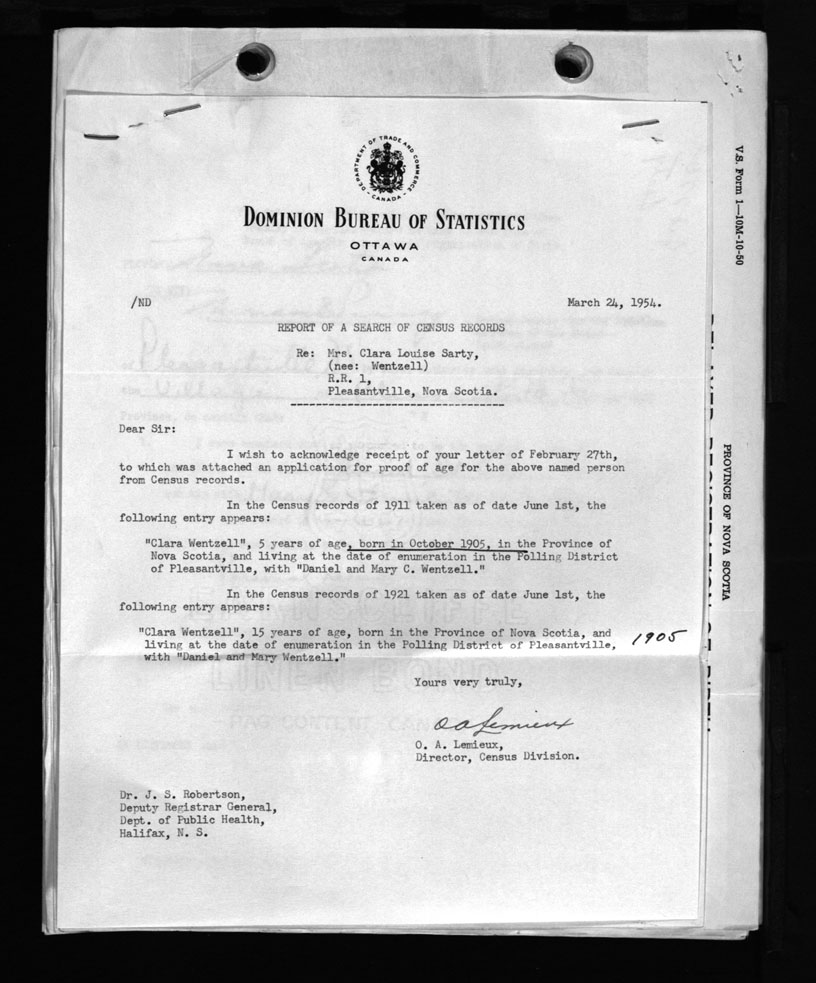 DEPARTMENT OF TRADE AND COMMERCE
CANADA
DOMINION BUREAU OF STATISTICS
OTTAWA
CANADA
/ND March 24, 1954.
REPORT OF A SEARCH OF CENSUS RECORDS
Re: Mrs. Clara Louise Sarty,
(nee: Wentzell)
R.R. 1,
Pleasantville, Nova Scotia.
Dear Sir:
I wish to acknowledge receipt of your letter of February 27th,
to which was attached an application for proof of age for the above named person
from Census records.
In the Census records of 1911 taken as of date June 1st, the
following entry appears:
"Clara Wentzell", 5 years of age, born in October 1905, in the Province of
Nova Scotia, and living at the date of enumeration in the Polling District
of Pleasantville, with "Daniel and Mary C. Wentzell."
In the Census records of 1921 taken as of date June 1st, the
following entry appears:
"Clara Wentzell", 15 years of age, born in the Province of Nova Scotia, and
living at the date of enumeration in the Polling District of Pleasantville,
with "Daniel and Mary Wentzell."
1905
Yours very truly,
O A Lemieux
O. A. Lemieux,
Director, Census Division.
Dr. J. S. Robertson,
Deputy Registrar General,
Dept. of Public Health,
Halifax, N. S.
V.S. Form 1—10M-10-50
PROVINCE OF NOVA SCOTIA
LINEN BOND